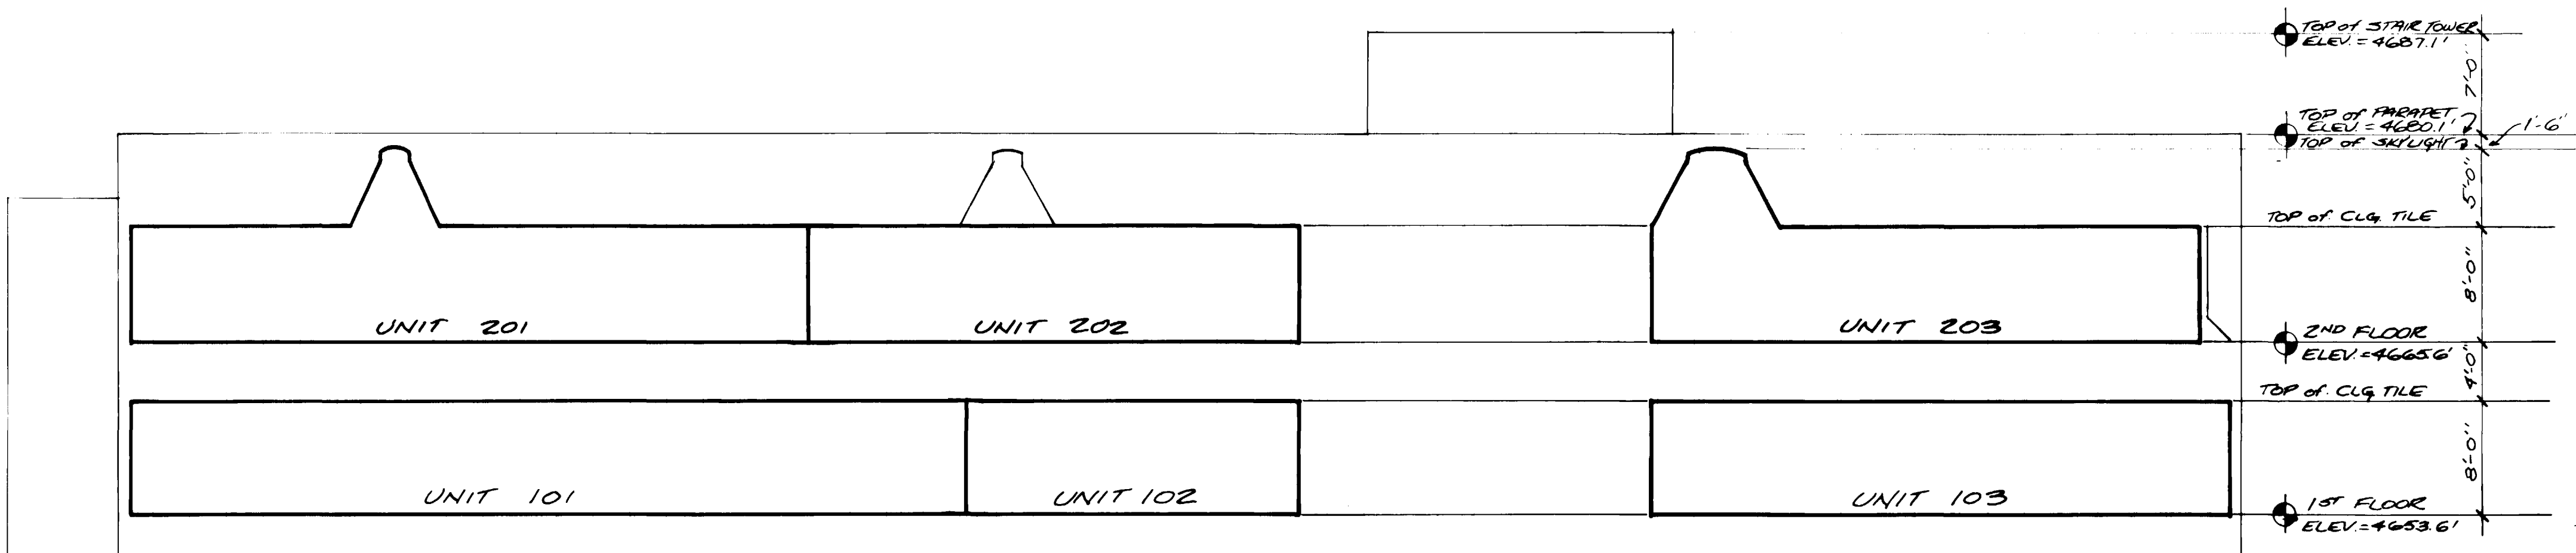 TOP of STAIR TOWER
ELEV. = 4687.1'
7'-0"
TOP of PARAPET
ELEV. = 4680.1'
1'-6"
TOP of SKYLIGHT
5'-0"
TOP of CLG. TILE
8'-0"
UNIT 201
UNIT 202
UNIT 203
2ND FLOOR
ELEV. = 4665.6'
4'-0"
TOP of CLG TILE
8'-0"
UNIT 101
UNIT 102
UNIT 103
1ST FLOOR
ELEV. = 4653.6'